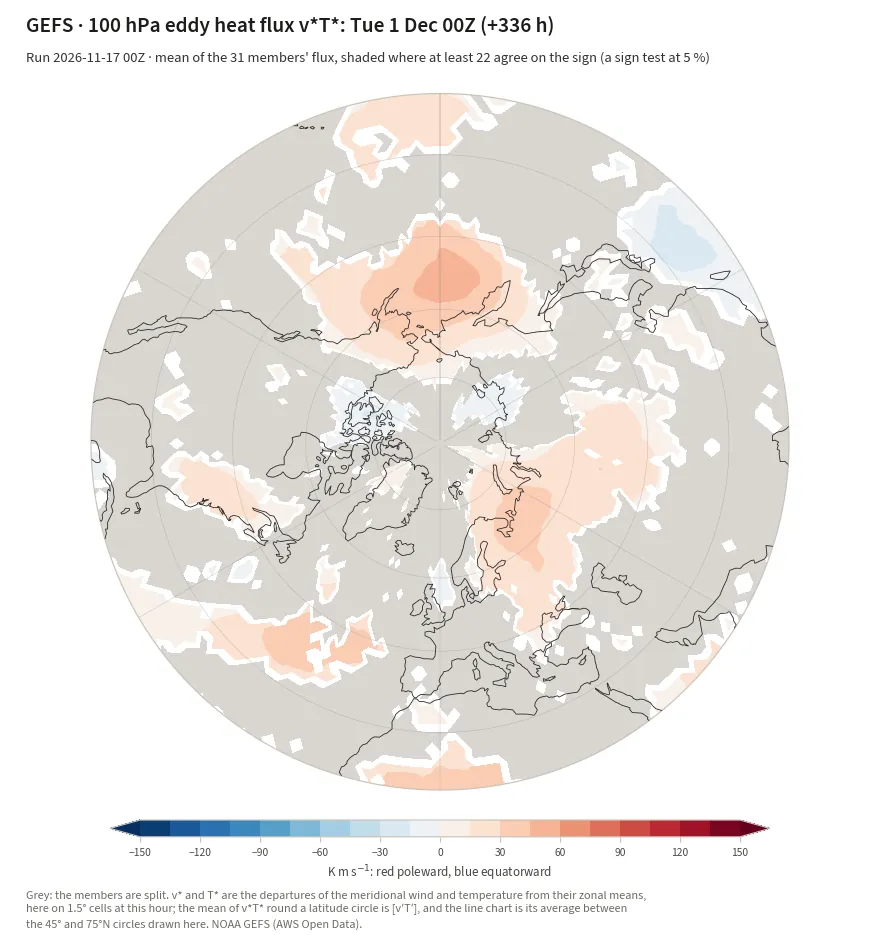 GEFS · 100 hPa eddy heat flux v*T*: Tue 1 Dec 00Z (+336 h)
Run 2026-11-17 00Z · mean of the 31 members' flux, shaded where at least 22 agree on the sign (a sign test at 5 %)
−150 −120 −90 −60 −30 0 30 60 90 120 150
K m s⁻¹: red poleward, blue equatorward
Grey: the members are split. v* and T* are the departures of the meridional wind and temperature from their zonal means,
here on 1.5° cells at this hour; the mean of v*T* round a latitude circle is [v′T′], and the line chart is its average between
the 45° and 75°N circles drawn here. NOAA GEFS (AWS Open Data).